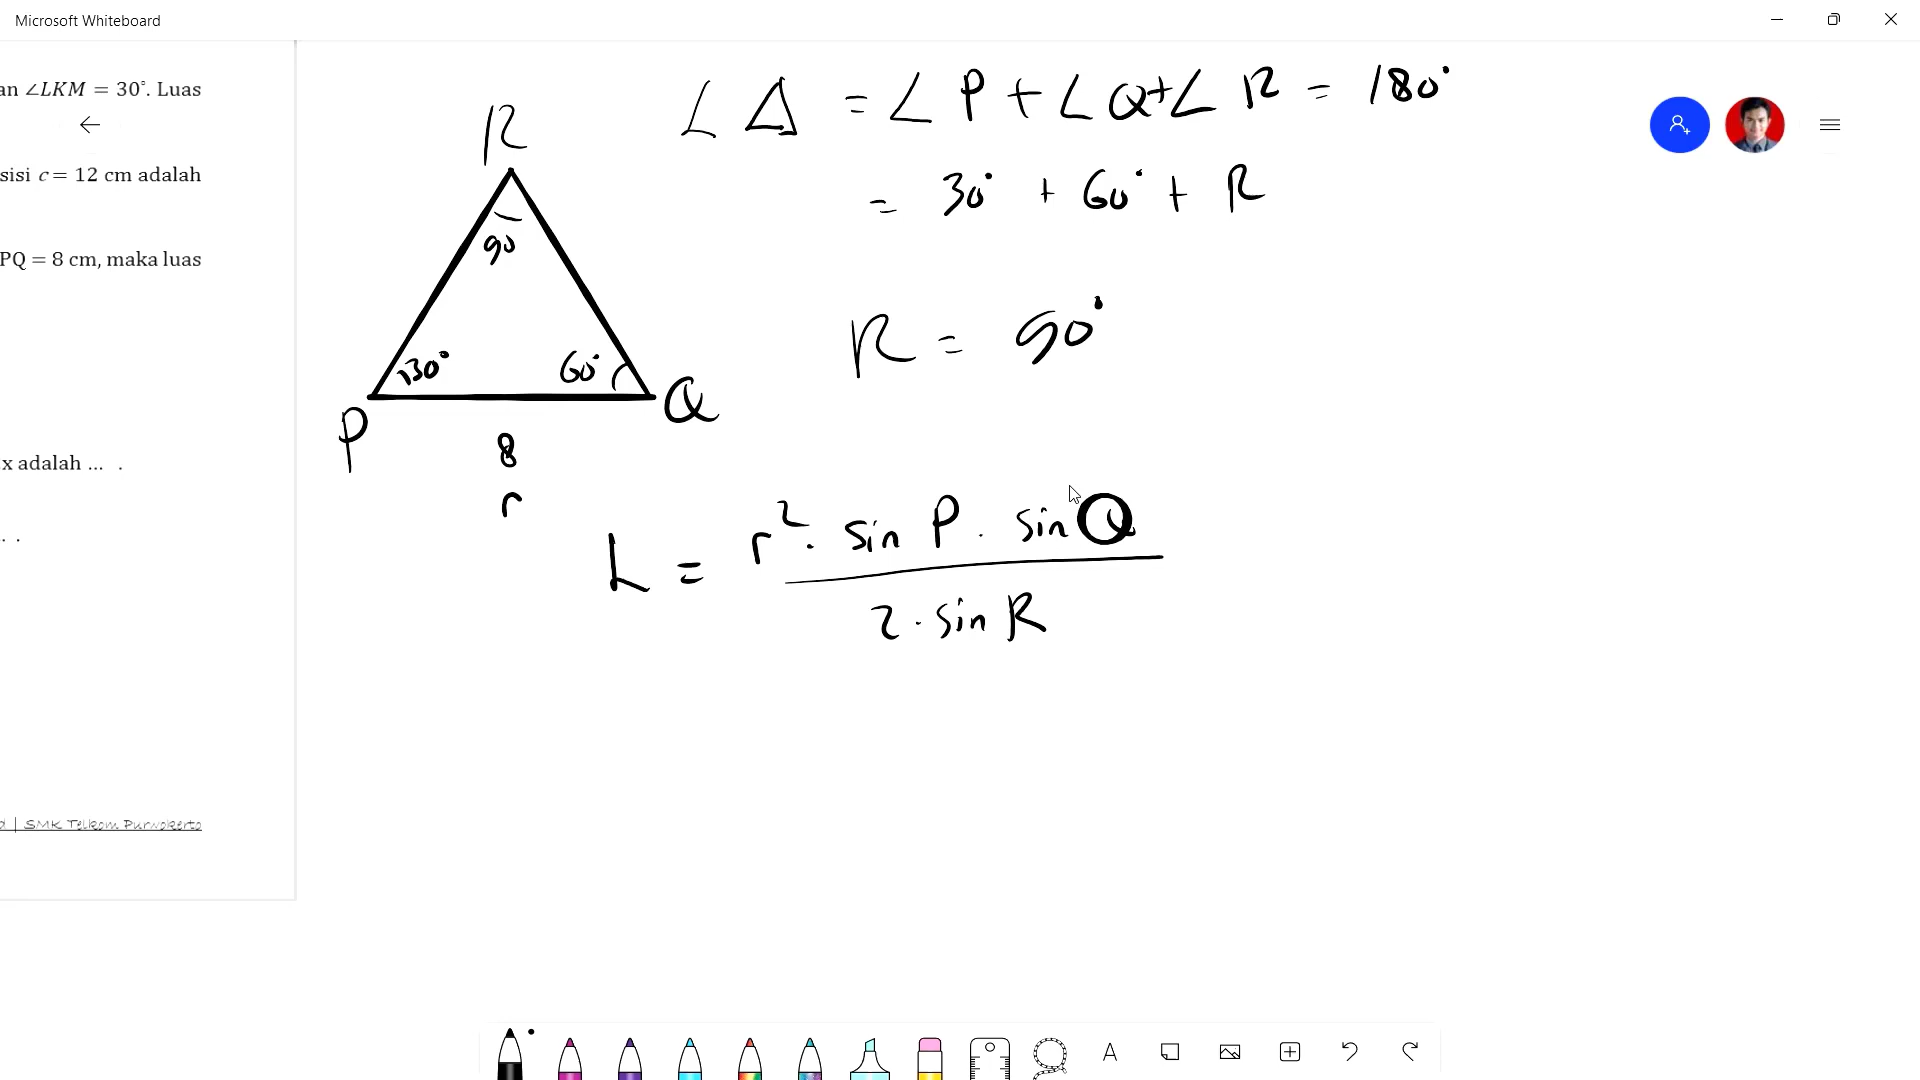 Microsoft Whiteboard
an ∠LKM = 30°. Luas
sisi c = 12 cm adalah
PQ = 8 cm, maka luas
x adalah ... .
. .
| SMK Telkom Purwokerto
R
90
30°
60°
P
Q
8
r
∠ Δ = ∠ P + ∠ Q + ∠ R = 180°
= 30° + 60° + R
R = 90°
L = r² . sin P . sin Q
2 . sin R
A